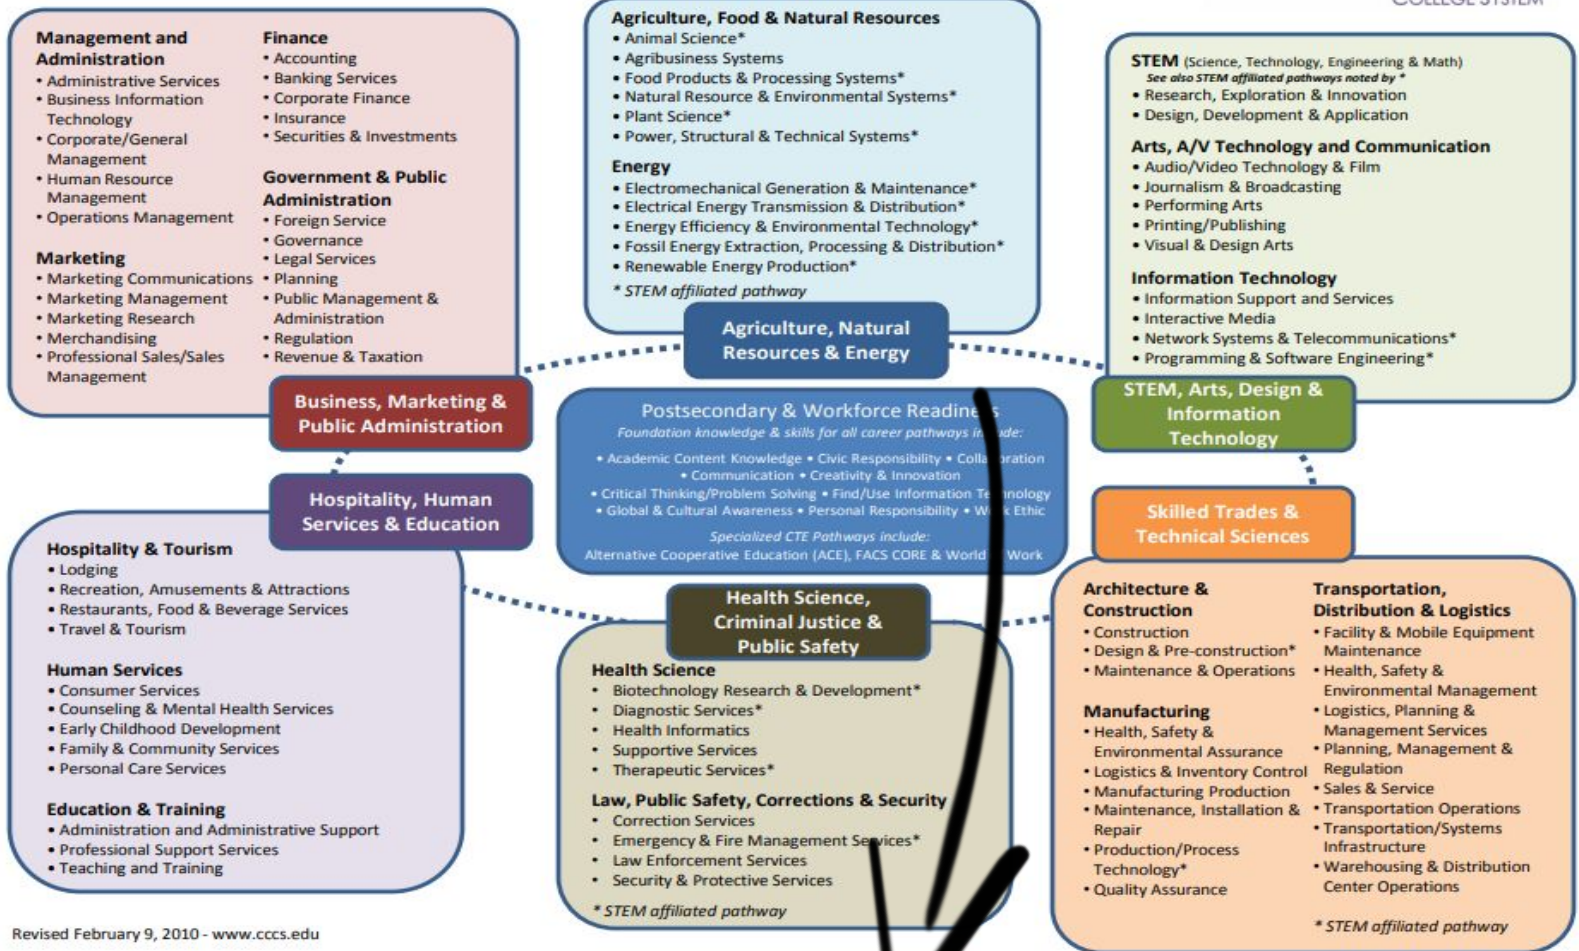 COLLEGE SYSTEM
Management and
Administration
• Administrative Services
• Business Information
Technology
• Corporate/General
Management
• Human Resource
Management
• Operations Management
Marketing
• Marketing Communications
• Marketing Management
• Marketing Research
• Merchandising
• Professional Sales/Sales
Management
Finance
• Accounting
• Banking Services
• Corporate Finance
• Insurance
• Securities & Investments
Government & Public
Administration
• Foreign Service
• Governance
• Legal Services
• Planning
• Public Management &
Administration
• Regulation
• Revenue & Taxation
Business, Marketing &
Public Administration
Agriculture, Food & Natural Resources
• Animal Science*
• Agribusiness Systems
• Food Products & Processing Systems*
• Natural Resource & Environmental Systems*
• Plant Science*
• Power, Structural & Technical Systems*
Energy
• Electromechanical Generation & Maintenance*
• Electrical Energy Transmission & Distribution*
• Energy Efficiency & Environmental Technology*
• Fossil Energy Extraction, Processing & Distribution*
• Renewable Energy Production*
* STEM affiliated pathway
Agriculture, Natural
Resources & Energy
STEM (Science, Technology, Engineering & Math)
See also STEM affiliated pathways noted by *
• Research, Exploration & Innovation
• Design, Development & Application
Arts, A/V Technology and Communication
• Audio/Video Technology & Film
• Journalism & Broadcasting
• Performing Arts
• Printing/Publishing
• Visual & Design Arts
Information Technology
• Information Support and Services
• Interactive Media
• Network Systems & Telecommunications*
• Programming & Software Engineering*
STEM, Arts, Design &
Information
Technology
Postsecondary & Workforce Readiness
Foundation knowledge & skills for all career pathways include:
• Academic Content Knowledge • Civic Responsibility • Collaboration
• Communication • Creativity & Innovation
• Critical Thinking/Problem Solving • Find/Use Information Technology
• Global & Cultural Awareness • Personal Responsibility • Work Ethic
Specialized CTE Pathways include:
Alternative Cooperative Education (ACE), FACS CORE & World Work
Hospitality, Human
Services & Education
Hospitality & Tourism
• Lodging
• Recreation, Amusements & Attractions
• Restaurants, Food & Beverage Services
• Travel & Tourism
Human Services
• Consumer Services
• Counseling & Mental Health Services
• Early Childhood Development
• Family & Community Services
• Personal Care Services
Education & Training
• Administration and Administrative Support
• Professional Support Services
• Teaching and Training
Health Science,
Criminal Justice &
Public Safety
Health Science
• Biotechnology Research & Development*
• Diagnostic Services*
• Health Informatics
• Supportive Services
• Therapeutic Services*
Law, Public Safety, Corrections & Security
• Correction Services
• Emergency & Fire Management Services*
• Law Enforcement Services
• Security & Protective Services
* STEM affiliated pathway
Skilled Trades &
Technical Sciences
Architecture &
Construction
• Construction
• Design & Pre-construction*
• Maintenance & Operations
Manufacturing
• Health, Safety &
Environmental Assurance
• Logistics & Inventory Control
• Manufacturing Production
• Maintenance, Installation &
Repair
• Production/Process
Technology*
• Quality Assurance
Transportation,
Distribution & Logistics
• Facility & Mobile Equipment
Maintenance
• Health, Safety &
Environmental Management
• Logistics, Planning &
Management Services
• Planning, Management &
Regulation
• Sales & Service
• Transportation Operations
• Transportation/Systems
Infrastructure
• Warehousing & Distribution
Center Operations
* STEM affiliated pathway
Revised February 9, 2010 - www.cccs.edu